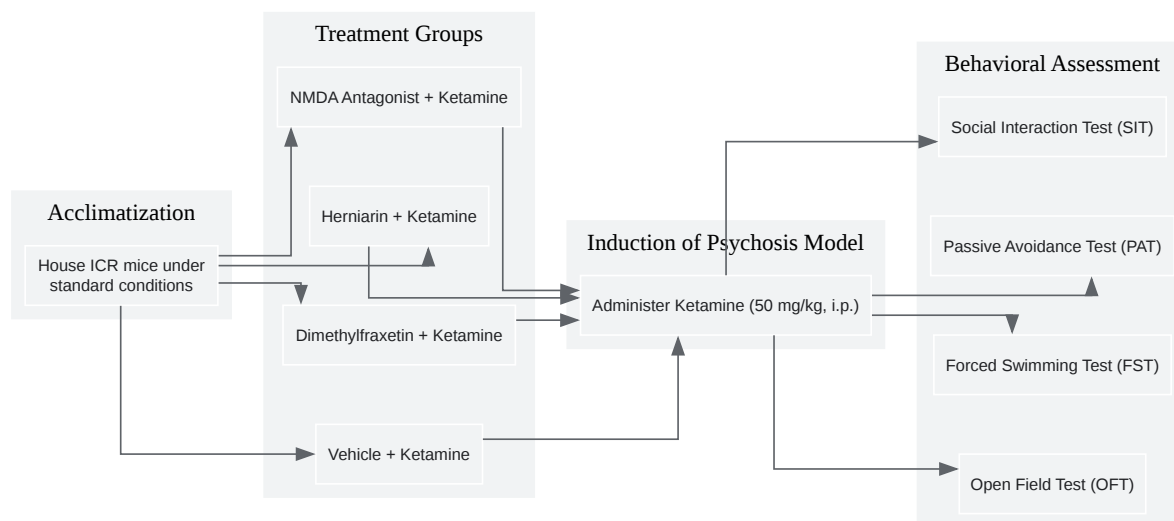 Acclimatization
House ICR mice under
standard conditions
Treatment Groups
NMDA Antagonist + Ketamine
Herniarin + Ketamine
Dimethylfraxetin + Ketamine
Vehicle + Ketamine
Induction of Psychosis Model
Administer Ketamine (50 mg/kg, i.p.)
Behavioral Assessment
Social Interaction Test (SIT)
Passive Avoidance Test (PAT)
Forced Swimming Test (FST)
Open Field Test (OFT)